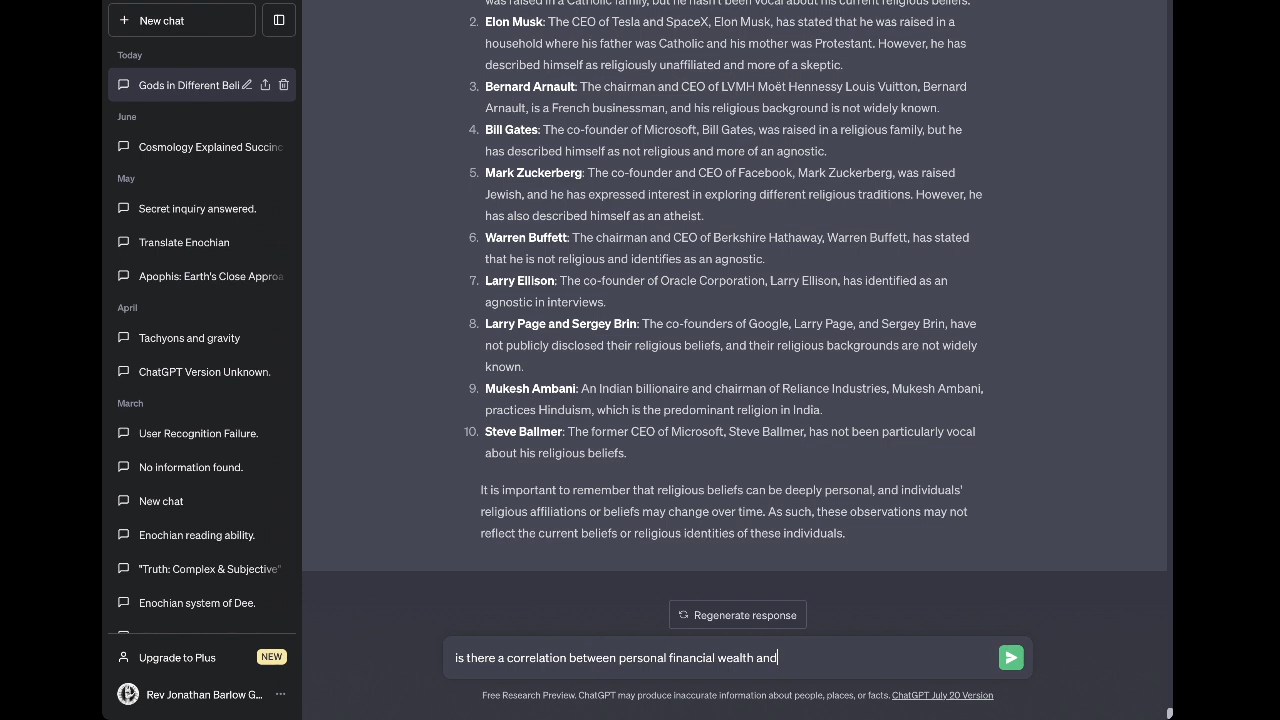 New chat
Today
Gods in Different Beli
June
Cosmology Explained Succinc
May
Secret inquiry answered.
Translate Enochian
Apophis: Earth's Close Approa
April
Tachyons and gravity
ChatGPT Version Unknown.
March
User Recognition Failure.
No information found.
New chat
Enochian reading ability.
"Truth: Complex & Subjective"
Enochian system of Dee.
Upgrade to Plus NEW
Rev Jonathan Barlow G... ...
was raised in a Catholic family, but he hasn't been vocal about his current religious beliefs.
2. Elon Musk: The CEO of Tesla and SpaceX, Elon Musk, has stated that he was raised in a
household where his father was Catholic and his mother was Protestant. However, he has
described himself as religiously unaffiliated and more of a skeptic.
3. Bernard Arnault: The chairman and CEO of LVMH Moët Hennessy Louis Vuitton, Bernard
Arnault, is a French businessman, and his religious background is not widely known.
4. Bill Gates: The co-founder of Microsoft, Bill Gates, was raised in a religious family, but he
has described himself as not religious and more of an agnostic.
5. Mark Zuckerberg: The co-founder and CEO of Facebook, Mark Zuckerberg, was raised
Jewish, and he has expressed interest in exploring different religious traditions. However, he
has also described himself as an atheist.
6. Warren Buffett: The chairman and CEO of Berkshire Hathaway, Warren Buffett, has stated
that he is not religious and identifies as an agnostic.
7. Larry Ellison: The co-founder of Oracle Corporation, Larry Ellison, has identified as an
agnostic in interviews.
8. Larry Page and Sergey Brin: The co-founders of Google, Larry Page, and Sergey Brin, have
not publicly disclosed their religious beliefs, and their religious backgrounds are not widely
known.
9. Mukesh Ambani: An Indian billionaire and chairman of Reliance Industries, Mukesh Ambani,
practices Hinduism, which is the predominant religion in India.
10. Steve Ballmer: The former CEO of Microsoft, Steve Ballmer, has not been particularly vocal
about his religious beliefs.
It is important to remember that religious beliefs can be deeply personal, and individuals'
religious affiliations or beliefs may change over time. As such, these observations may not
reflect the current beliefs or religious identities of these individuals.
Regenerate response
is there a correlation between personal financial wealth and
Free Research Preview. ChatGPT may produce inaccurate information about people, places, or facts. ChatGPT July 20 Version